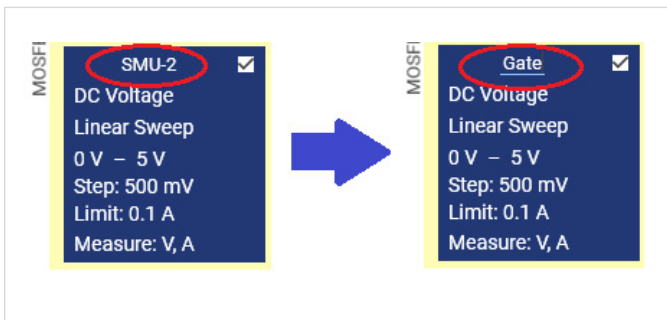 MOSFI
SMU-2
DC Voltage
Linear Sweep
0 V – 5 V
Step: 500 mV
Limit: 0.1 A
Measure: V, A
MOSFI
Gate
DC Voltage
Linear Sweep
0 V – 5 V
Step: 500 mV
Limit: 0.1 A
Measure: V, A